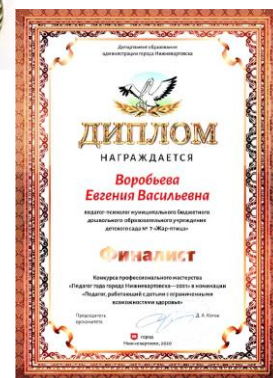 Департамент образования
администрации города Нижневартовска
ДИПЛОМ
НАГРАЖДАЕТСЯ
Воробьева
Евгения Васильевна
педагог-психолог муниципального бюджетного
дошкольного образовательного учреждения
детского сада № 7 «Жар-птица»
Финалист
Конкурса профессионального мастерства
«Педагог года города Нижневартовска—2020» в номинации
«Педагог, работающий с детьми с ограниченными
возможностями здоровья»
Председатель
оргкомитета
город
Нижневартовск, 2020